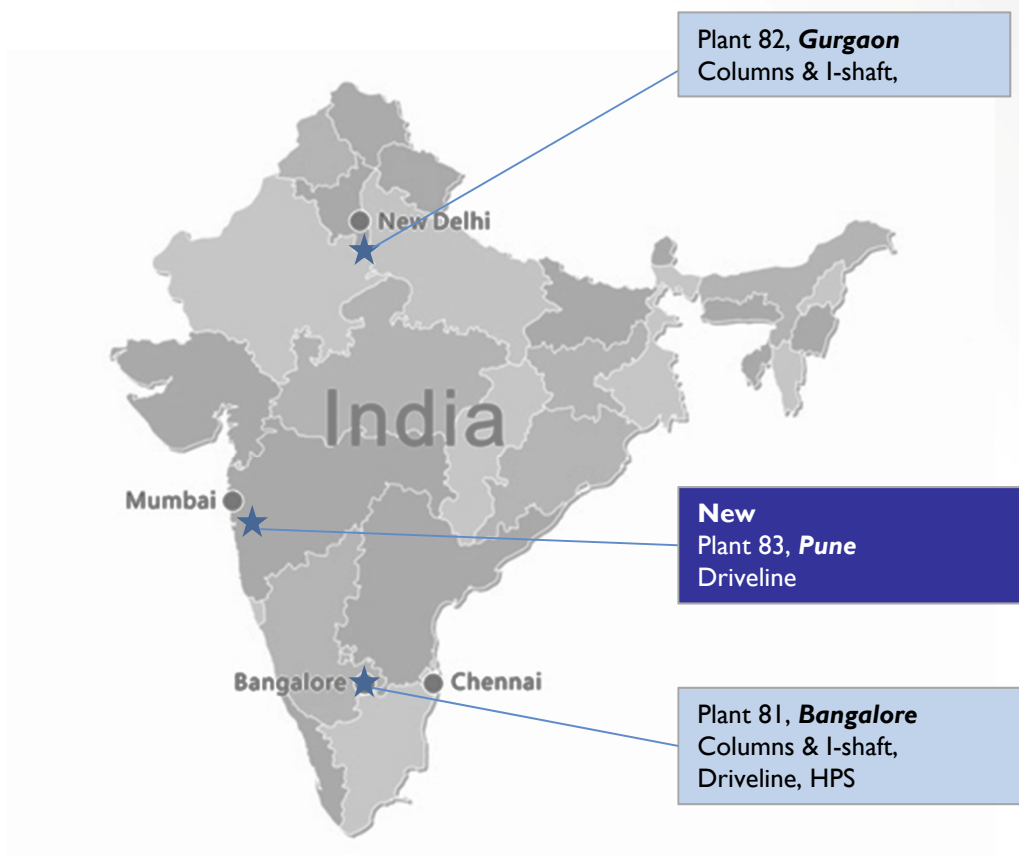 Plant 82, Gurgaon
Columns & I-shaft,
New Delhi
India
Mumbai
New
Plant 83, Pune
Driveline
Bangalore
Chennai
Plant 81, Bangalore
Columns & I-shaft,
Driveline, HPS